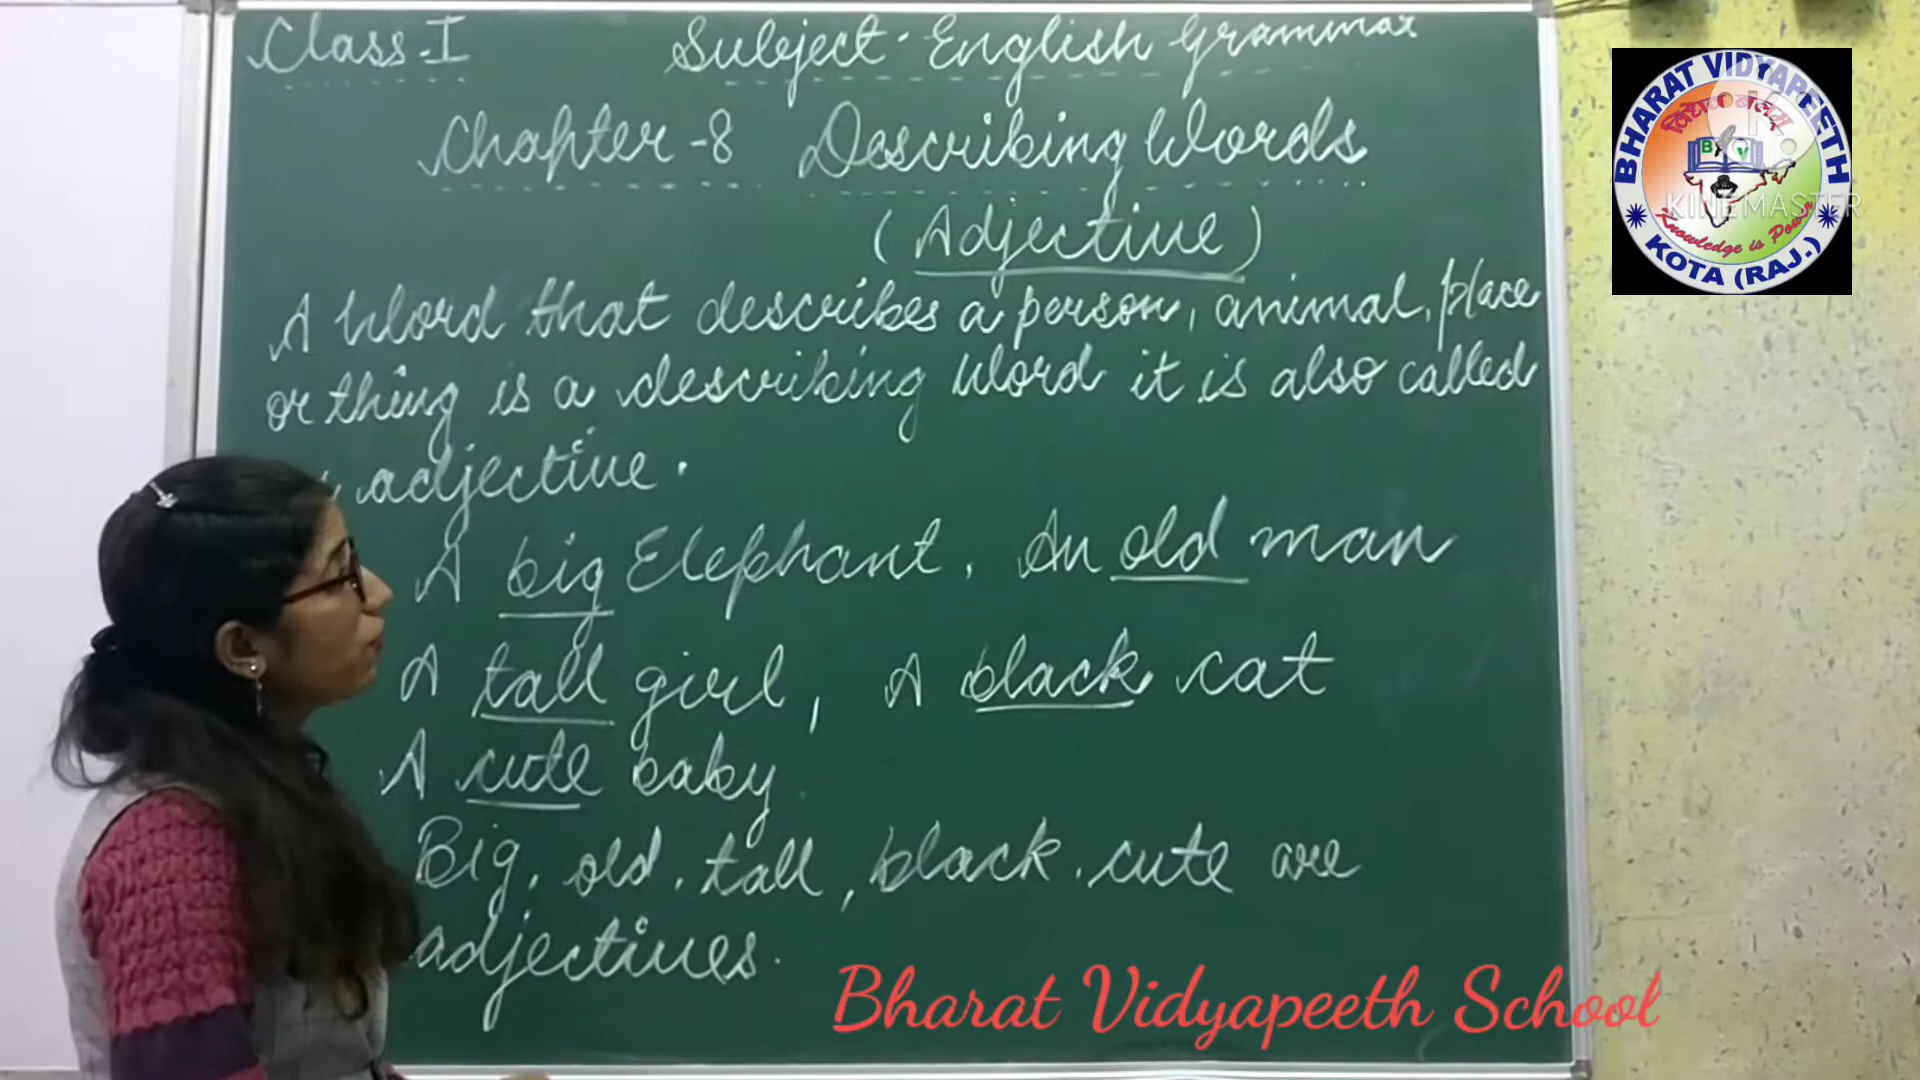 Class-I Subject-English Grammar
Chapter-8 Describing Words
(Adjective)
A Word that describes a person, animal, place
or thing is a describing word it is also called
adjective.
A big Elephant. An old man
A tall girl, A black cat
A cute baby
Big, old, tall, black, cute are
adjectives.
BHARAT VIDYAPEETH
KINEMASTER
Knowledge is Power
KOTA (RAJ.)
Bharat Vidyapeeth School